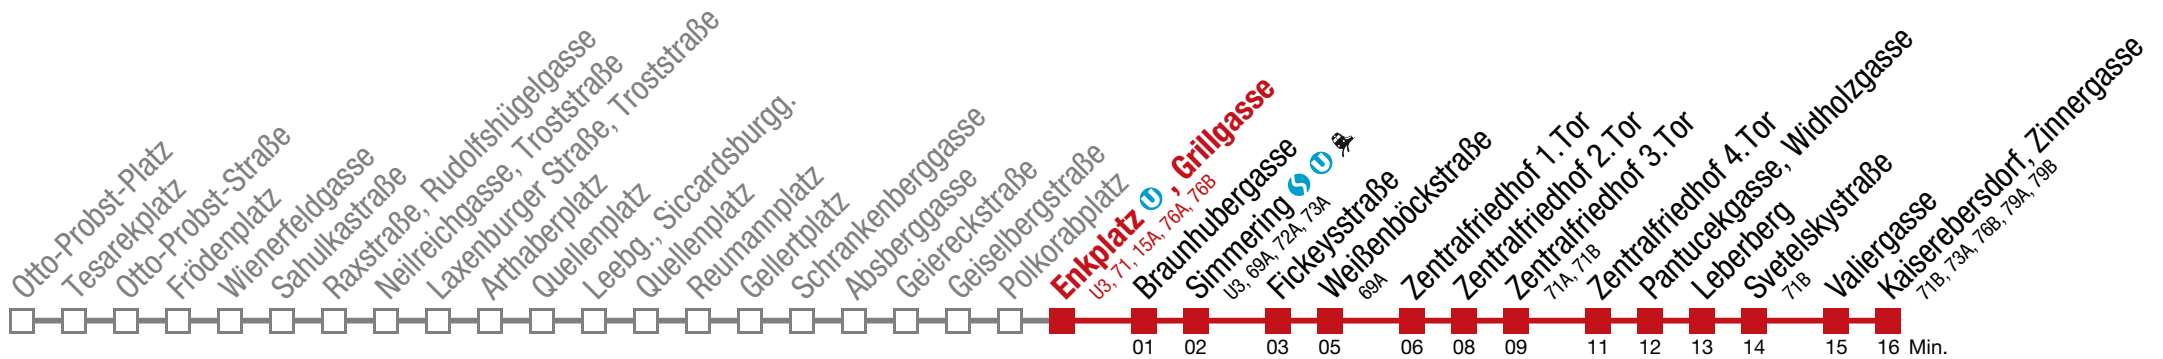 Otto-Probst-Platz
Tesarekplatz
Otto-Probst-Straße
Frödenplatz
Wienerfeldgasse
Sahulkastraße
Raxstraße, Rudolfshügelgasse
Neilreichgasse, Troststraße
Laxenburger Straße, Troststraße
Arthaberplatz
Quellenplatz
Leebg., Siccardsburgg.
Quellenplatz
Reumannplatz
Gellertplatz
Schrankenberggasse
Absberggasse
Geiereckstraße
Geiselbergstraße
Polkorabplatz
Enkplatz U, Grillgasse
U3, 71, 15A, 76A, 76B
Braunhubergasse
Simmering S U
U3, 69A, 72A, 73A
Fickeysstraße
Weißenböckstraße
69A
Zentralfriedhof 1.Tor
Zentralfriedhof 2.Tor
Zentralfriedhof 3.Tor
71A, 71B
Zentralfriedhof 4.Tor
Pantucekgasse, Widholzgasse
Leberberg
Svetelskystraße
71B
Valiergasse
Kaiserebersdorf, Zinnergasse
71B, 73A, 76B, 79A, 79B
01 02 03 05 06 08 09 11 12 13 14 15 16 Min.